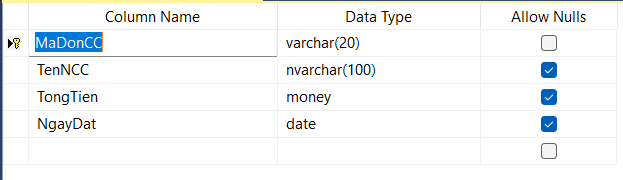 Column Name Data Type Allow Nulls
MaDonCC varchar(20)
TenNCC nvarchar(100)
TongTien money
NgayDat date